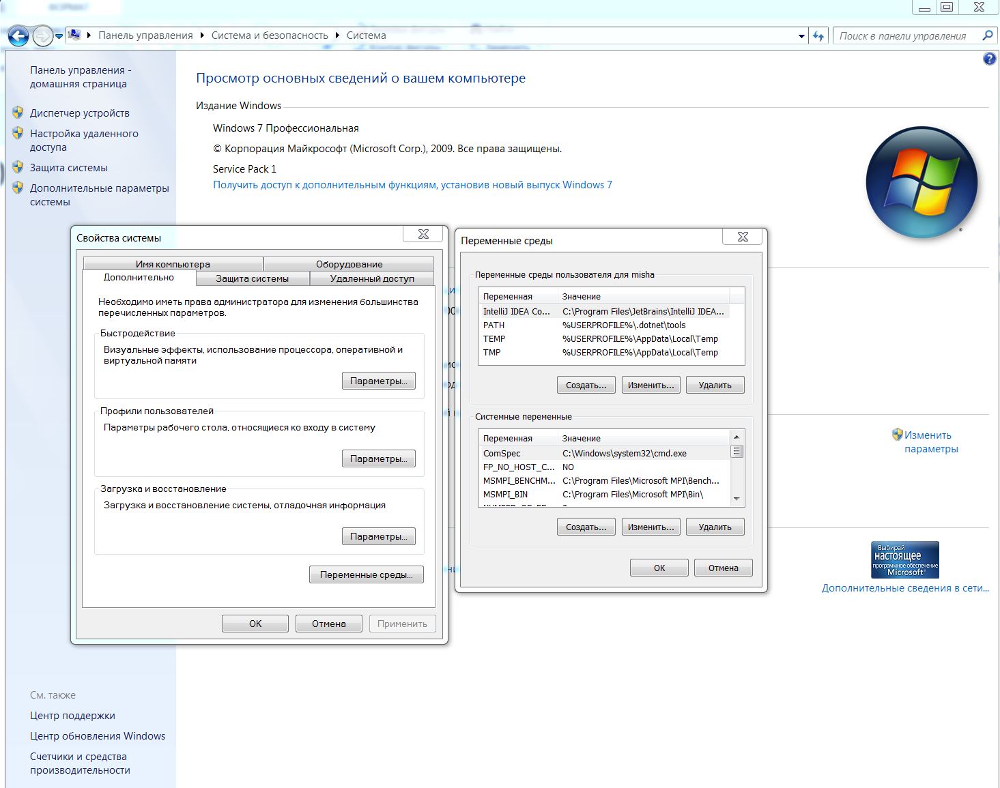 Панель управления
Система и безопасность
Система
Поиск в панели управления
Панель управления -
домашняя страница
Диспетчер устройств
Настройка удаленного
доступа
Защита системы
Дополнительные параметры
системы
Просмотр основных сведений о вашем компьютере
Издание Windows
Windows 7 Профессиональная
© Корпорация Майкрософт (Microsoft Corp.), 2009. Все права защищены.
Service Pack 1
Получить доступ к дополнительным функциям, установив новый выпуск Windows 7
Свойства системы
Имя компьютера
Оборудование
Дополнительно
Защита системы
Удаленный доступ
Необходимо иметь права администратора для изменения большинства
перечисленных параметров.
Быстродействие
Визуальные эффекты, использование процессора, оперативной и
виртуальной памяти
Параметры...
Профили пользователей
Параметры рабочего стола, относящиеся ко входу в систему
Параметры...
Загрузка и восстановление
Загрузка и восстановление системы, отладочная информация
Параметры...
Переменные среды...
ОК
Отмена
Применить
Переменные среды
Переменные среды пользователя для misha
Переменная Значение
IntelliJ IDEA Co... C:\Program Files\JetBrains\IntelliJ IDEA...
PATH %USERPROFILE%\.dotnet\tools
TEMP %USERPROFILE%\AppData\Local\Temp
TMP %USERPROFILE%\AppData\Local\Temp
Создать... Изменить... Удалить
Системные переменные
Переменная Значение
ComSpec C:\Windows\system32\cmd.exe
FP_NO_HOST_C... NO
MSMPI_BENCHM... C:\Program Files\Microsoft MPI\Bench...
MSMPI_BIN C:\Program Files\Microsoft MPI\Bin\
Создать... Изменить... Удалить
ОК Отмена
Изменить
параметры
Выбирай
настоящее
программное обеспечение
Microsoft®
Дополнительные сведения в сети...
См. также
Центр поддержки
Центр обновления Windows
Счетчики и средства
производительности